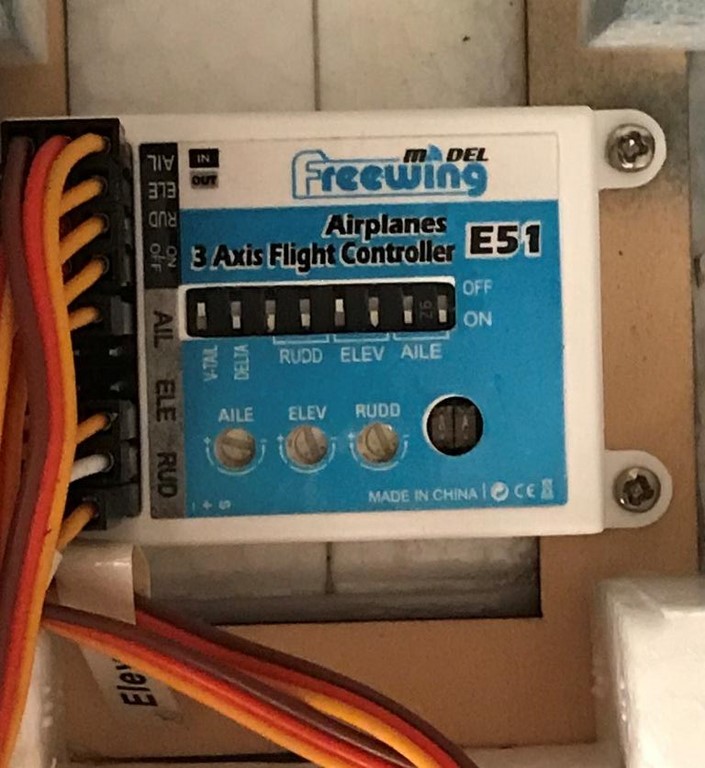 IN
OUT
AIL
ELE
RUD
ON
OFF
AIL
ELE
RUD
MODEL
Freewing
Airplanes
3 Axis Flight Controller E51
OFF
ON
V-TAIL
DELTA
RUDD ELEV AILE
AILE ELEV RUDD
MADE IN CHINA CE
- + S
Elev